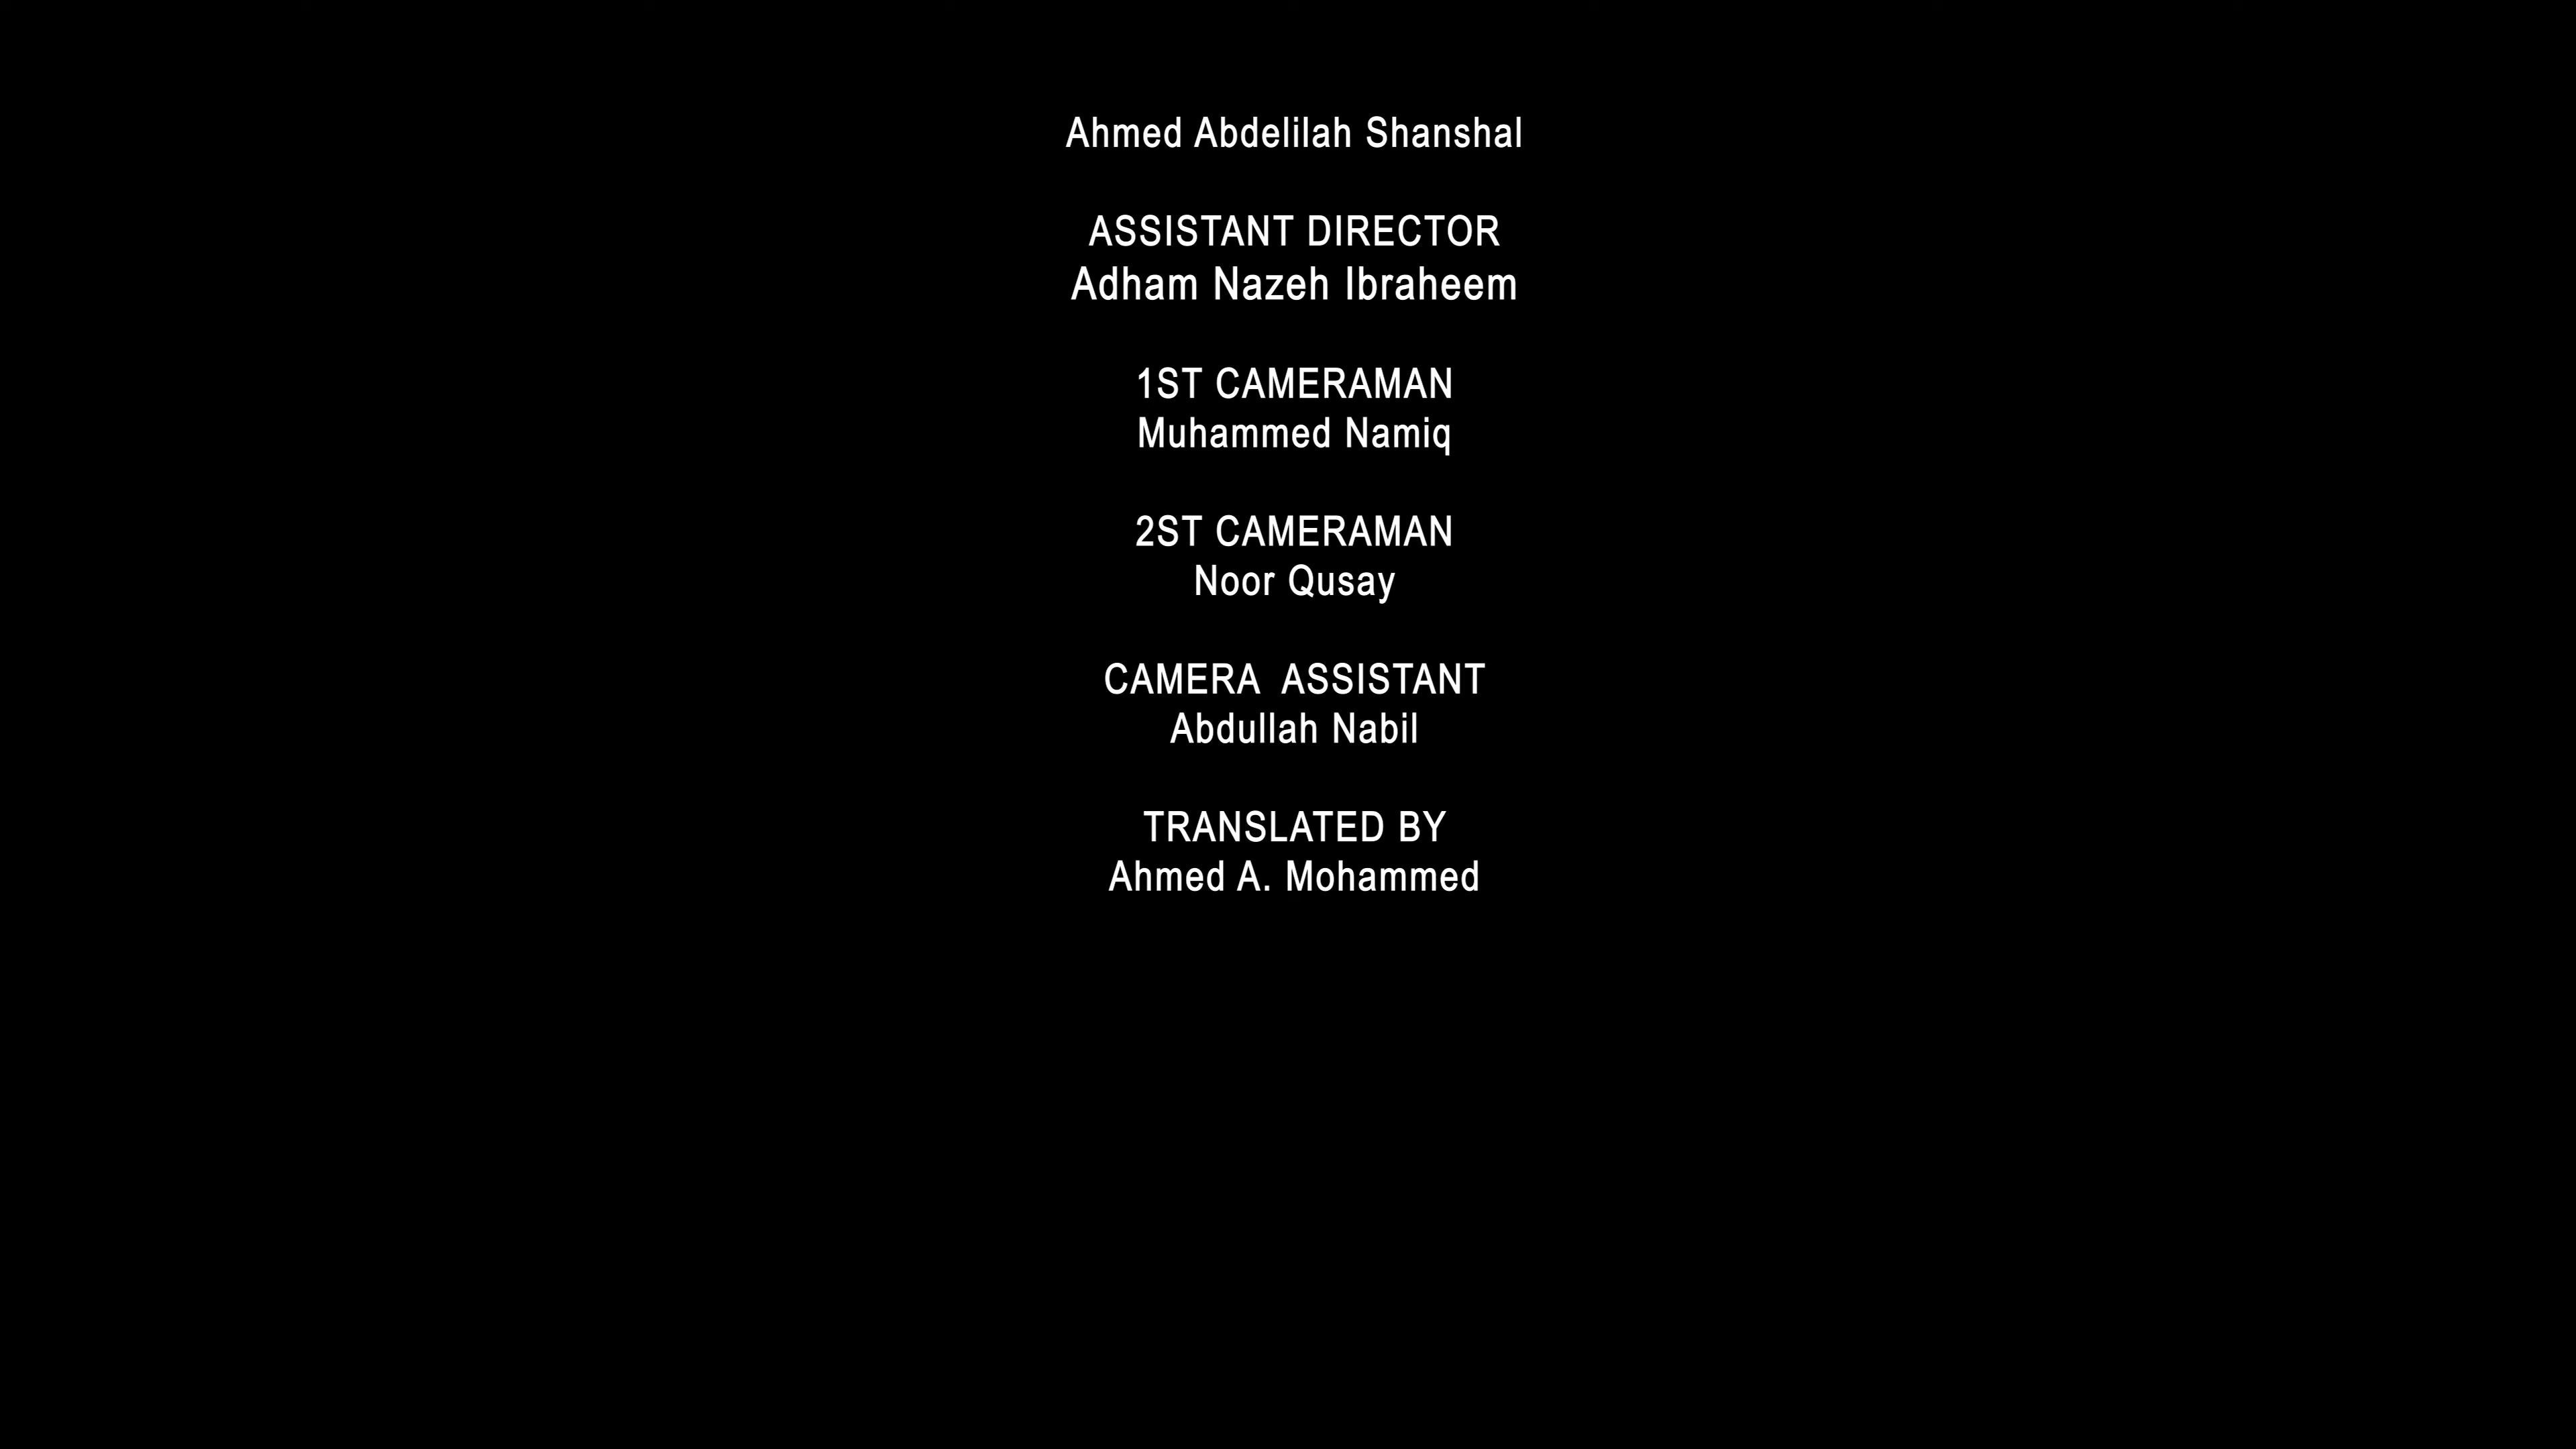 Ahmed Abdelilah Shanshal
ASSISTANT DIRECTOR
Adham Nazeh Ibraheem
1ST CAMERAMAN
Muhammed Namiq
2ST CAMERAMAN
Noor Qusay
CAMERA  ASSISTANT
Abdullah Nabil
TRANSLATED BY
Ahmed A. Mohammed